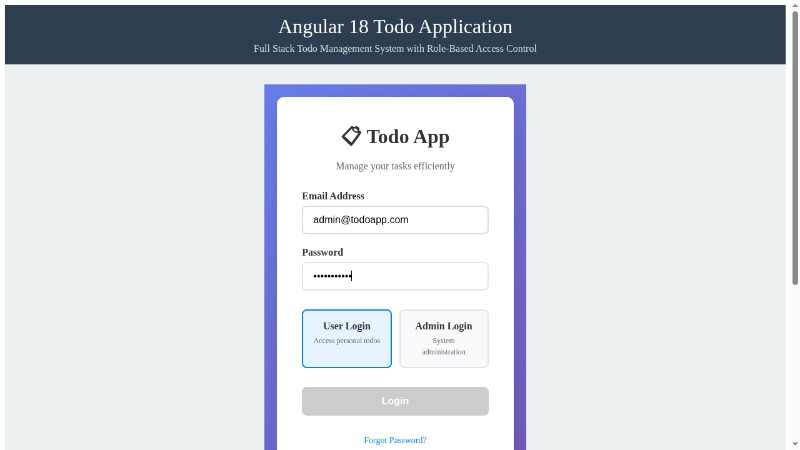 Angular 18 Todo Application
Full Stack Todo Management System with Role-Based Access Control
Todo App
Manage your tasks efficiently
Email Address
admin@todoapp.com
Password
•••••••••••
User Login
Access personal todos
Admin Login
System
administration
Login
Forgot Password?